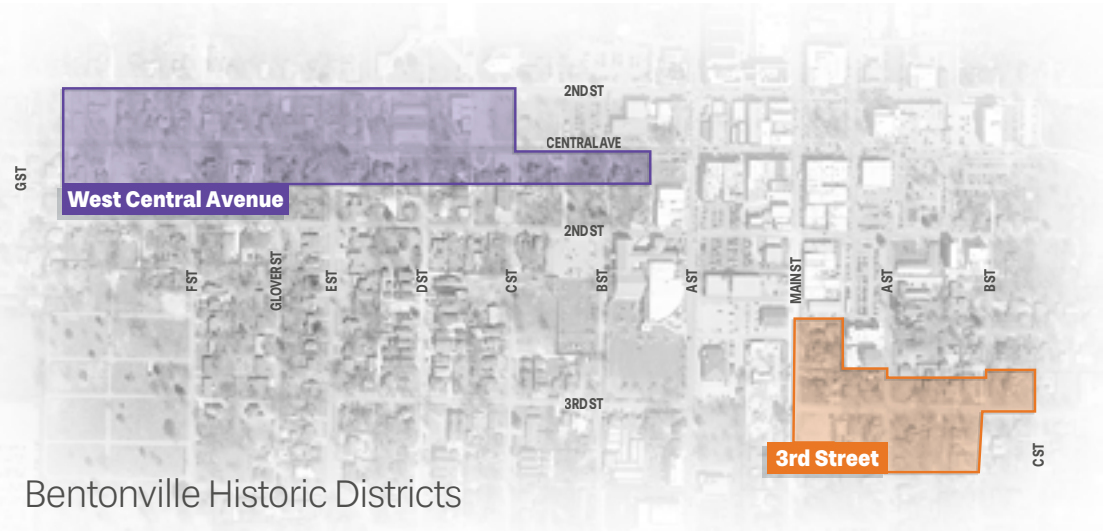 2ND ST
CENTRAL AVE
G ST
West Central Avenue
2ND ST
F ST
GLOVER ST
E ST
D ST
C ST
B ST
A ST
MAIN ST
A ST
B ST
3RD ST
3rd Street
C ST
Bentonville Historic Districts